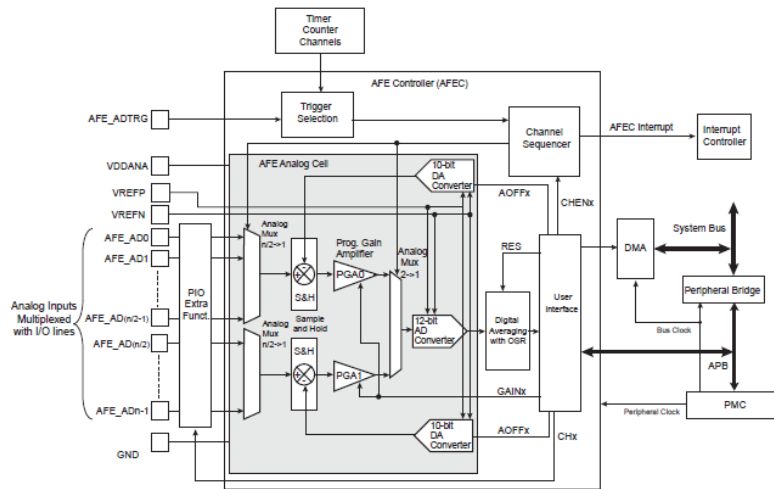 Timer
Counter
Channels
AFE Controller (AFEC)
AFE_ADTRG
Trigger
Selection
Channel
Sequencer
AFEC Interrupt
Interrupt
Controller
VDDANA
AFE Analog Cell
10-bit
DA
Converter
VREFP
VREFN
AOFFx
CHENx
System Bus
DMA
AFE_AD0
AFE_AD1
Analog
Mux
n/2->1
Prog. Gain
Amplifier
Analog
Mux
2->1
RES
PIO
Extra
Funct.
S&H
PGA0
User
Interface
Peripheral Bridge
Analog Inputs
Multiplexed
with I/O lines
AFE_AD(n/2-1)
AFE_AD(n/2)
Analog
Mux
n/2->1
Sample
and Hold
S&H
12-bit
AD
Converter
Digital
Averaging
with OSR
Bus Clock
APB
PGA1
GAINx
PMC
Peripheral Clock
AFE_ADn-1
10-bit
DA
Converter
AOFFx
CHx
GND